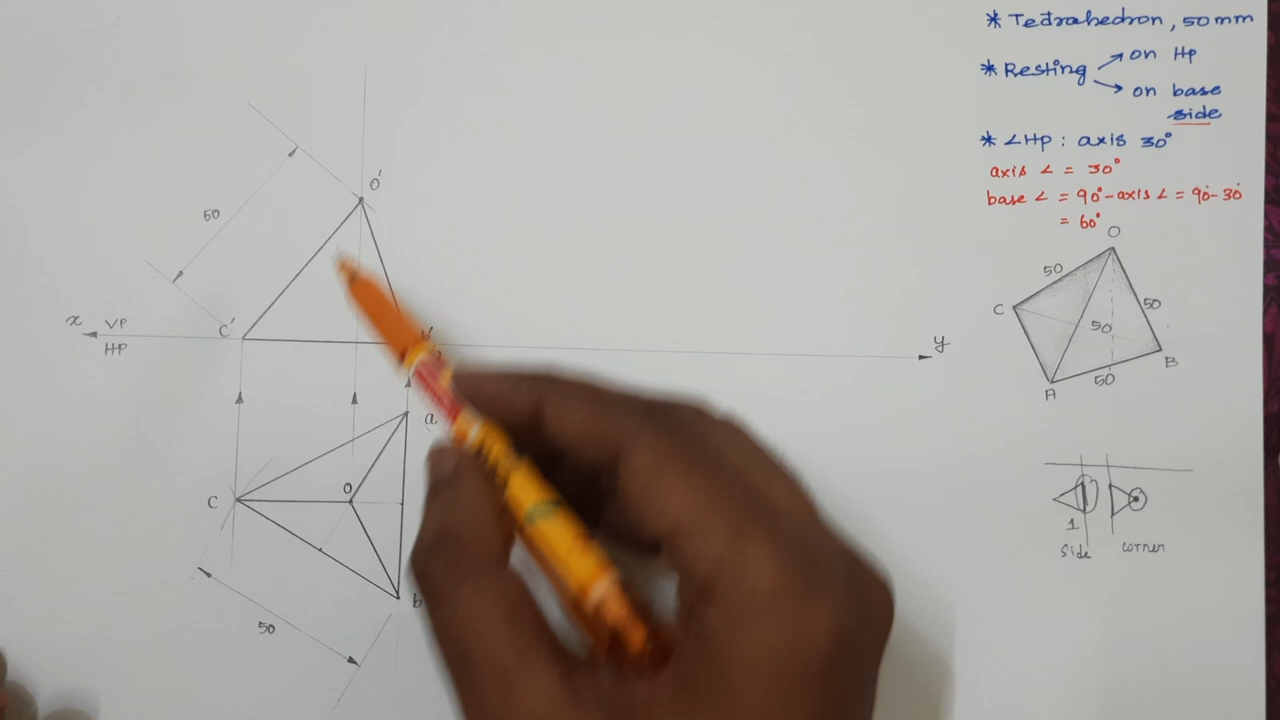 * Tetrahedron, 50mm
* Resting → on Hp
→ on base
side
* ∠Hp : axis 30°
axis ∠ = 30°
base ∠ = 90° - axis ∠ = 90° - 30°
= 60°
O
50
C
50
50
50
B
A
1
side
corner
O'
50
x
VP
HP
c'
b'
y
a
c
o
b
50